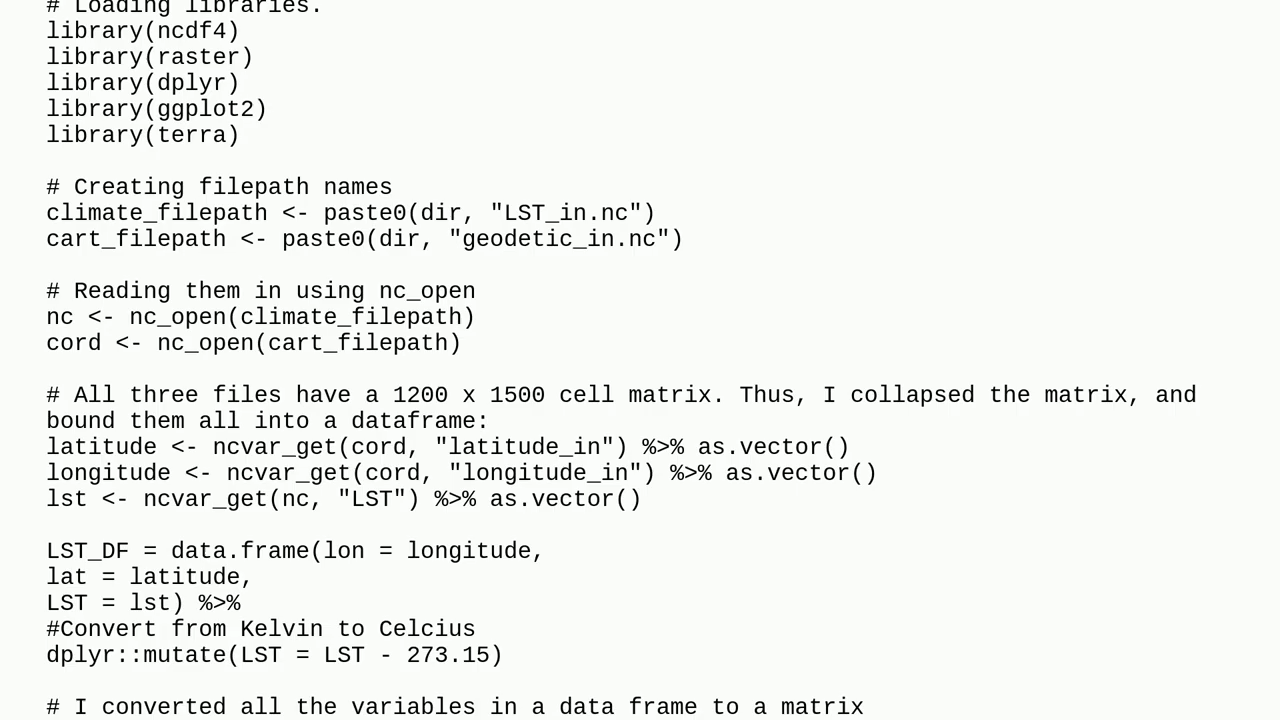 # Loading libraries.
library(ncdf4)
library(raster)
library(dplyr)
library(ggplot2)
library(terra)
# Creating filepath names
climate_filepath <- paste0(dir, "LST_in.nc")
cart_filepath <- paste0(dir, "geodetic_in.nc")
# Reading them in using nc_open
nc <- nc_open(climate_filepath)
cord <- nc_open(cart_filepath)
# All three files have a 1200 x 1500 cell matrix. Thus, I collapsed the matrix, and
bound them all into a dataframe:
latitude <- ncvar_get(cord, "latitude_in") %>% as.vector()
longitude <- ncvar_get(cord, "longitude_in") %>% as.vector()
lst <- ncvar_get(nc, "LST") %>% as.vector()
LST_DF = data.frame(lon = longitude,
lat = latitude,
LST = lst) %>%
#Convert from Kelvin to Celcius
dplyr::mutate(LST = LST - 273.15)
# I converted all the variables in a data frame to a matrix